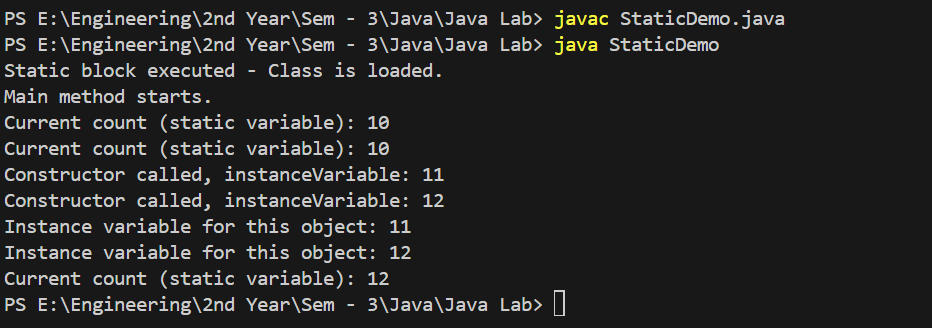 PS E:\Engineering\2nd Year\Sem - 3\Java\Java Lab> javac StaticDemo.java
PS E:\Engineering\2nd Year\Sem - 3\Java\Java Lab> java StaticDemo
Static block executed - Class is loaded.
Main method starts.
Current count (static variable): 10
Current count (static variable): 10
Constructor called, instanceVariable: 11
Constructor called, instanceVariable: 12
Instance variable for this object: 11
Instance variable for this object: 12
Current count (static variable): 12
PS E:\Engineering\2nd Year\Sem - 3\Java\Java Lab>